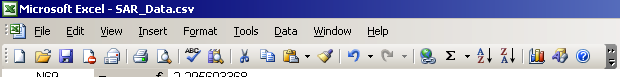 Microsoft Excel - SAR_Data.csv
File Edit View Insert Format Tools Data Window Help